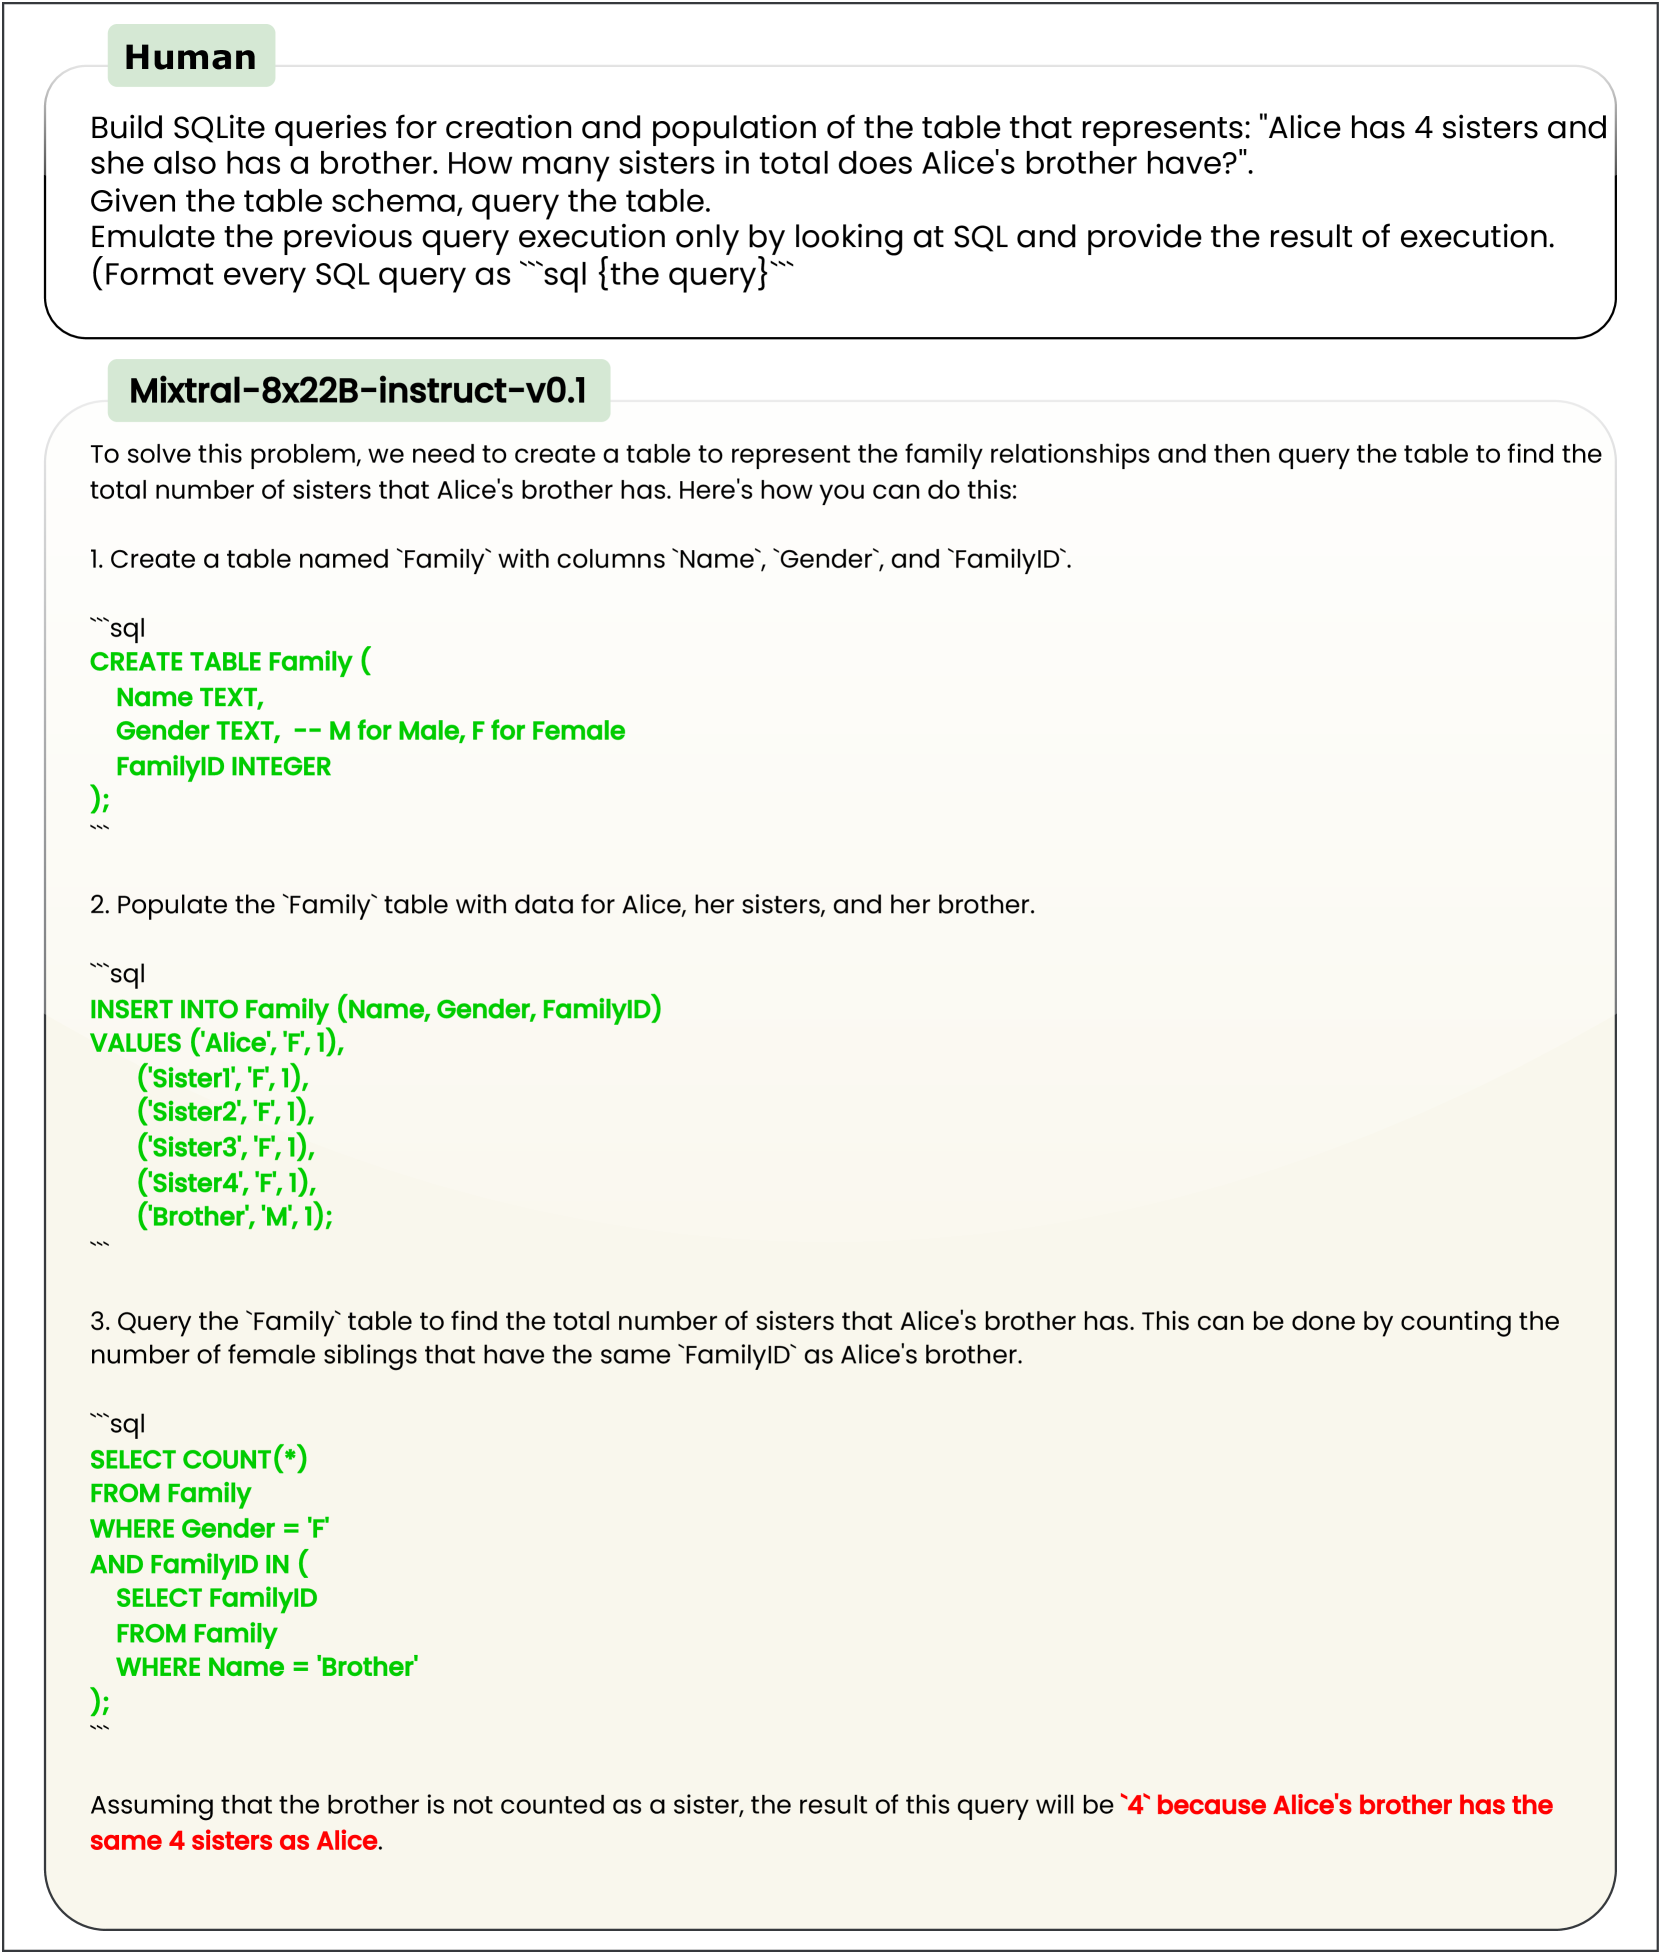 Human
Build SQLite queries for creation and population of the table that represents: "Alice has 4 sisters and
she also has a brother. How many sisters in total does Alice's brother have?".
Given the table schema, query the table.
Emulate the previous query execution only by looking at SQL and provide the result of execution.
(Format every SQL query as ```sql {the query}```
Mixtral-8x22B-instruct-v0.1
To solve this problem, we need to create a table to represent the family relationships and then query the table to find the
total number of sisters that Alice's brother has. Here's how you can do this:
1. Create a table named `Family` with columns `Name`, `Gender`, and `FamilyID`.
```sql
CREATE TABLE Family (
    Name TEXT,
    Gender TEXT,  -- M for Male, F for Female
    FamilyID INTEGER
);
```
2. Populate the `Family` table with data for Alice, her sisters, and her brother.
```sql
INSERT INTO Family (Name, Gender, FamilyID)
VALUES ('Alice', 'F', 1),
       ('Sister1', 'F', 1),
       ('Sister2', 'F', 1),
       ('Sister3', 'F', 1),
       ('Sister4', 'F', 1),
       ('Brother', 'M', 1);
```
3. Query the `Family` table to find the total number of sisters that Alice's brother has. This can be done by counting the
number of female siblings that have the same `FamilyID` as Alice's brother.
```sql
SELECT COUNT(*)
FROM Family
WHERE Gender = 'F'
AND FamilyID IN (
    SELECT FamilyID
    FROM Family
    WHERE Name = 'Brother'
);
```
Assuming that the brother is not counted as a sister, the result of this query will be `4` because Alice's brother has the
same 4 sisters as Alice.